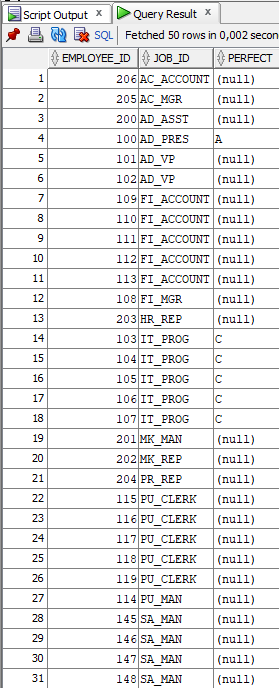 Script Output × Query Result ×
SQL Fetched 50 rows in 0,002 secon
EMPLOYEE_ID JOB_ID PERFECT
1 206 AC_ACCOUNT (null)
2 205 AC_MGR (null)
3 200 AD_ASST (null)
4 100 AD_PRES A
5 101 AD_VP (null)
6 102 AD_VP (null)
7 109 FI_ACCOUNT (null)
8 110 FI_ACCOUNT (null)
9 111 FI_ACCOUNT (null)
10 112 FI_ACCOUNT (null)
11 113 FI_ACCOUNT (null)
12 108 FI_MGR (null)
13 203 HR_REP (null)
14 103 IT_PROG C
15 104 IT_PROG C
16 105 IT_PROG C
17 106 IT_PROG C
18 107 IT_PROG C
19 201 MK_MAN (null)
20 202 MK_REP (null)
21 204 PR_REP (null)
22 115 PU_CLERK (null)
23 116 PU_CLERK (null)
24 117 PU_CLERK (null)
25 118 PU_CLERK (null)
26 119 PU_CLERK (null)
27 114 PU_MAN (null)
28 145 SA_MAN (null)
29 146 SA_MAN (null)
30 147 SA_MAN (null)
31 148 SA_MAN (null)